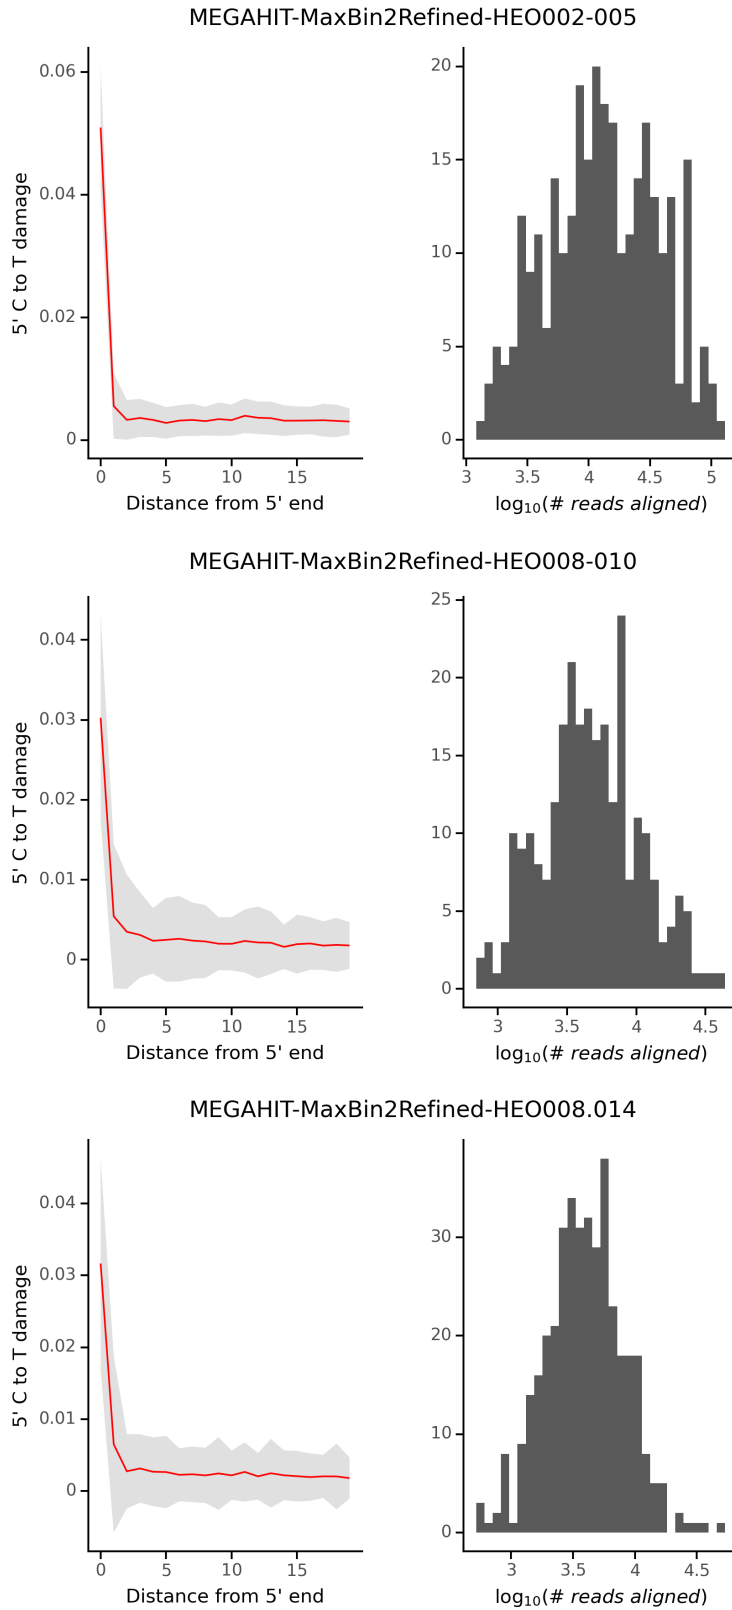 MEGAHIT-MaxBin2Refined-HEO002-005
5' C to T damage
0.06
0.04
0.02
0
0 5 10 15
Distance from 5' end
20
15
10
5
0
3 3.5 4 4.5 5
log₁₀(# reads aligned)
MEGAHIT-MaxBin2Refined-HEO008-010
5' C to T damage
0.04
0.03
0.02
0.01
0
0 5 10 15
Distance from 5' end
25
20
15
10
5
0
3 3.5 4 4.5
log₁₀(# reads aligned)
MEGAHIT-MaxBin2Refined-HEO008.014
5' C to T damage
0.04
0.03
0.02
0.01
0
0 5 10 15
Distance from 5' end
30
20
10
0
3 3.5 4 4.5
log₁₀(# reads aligned)